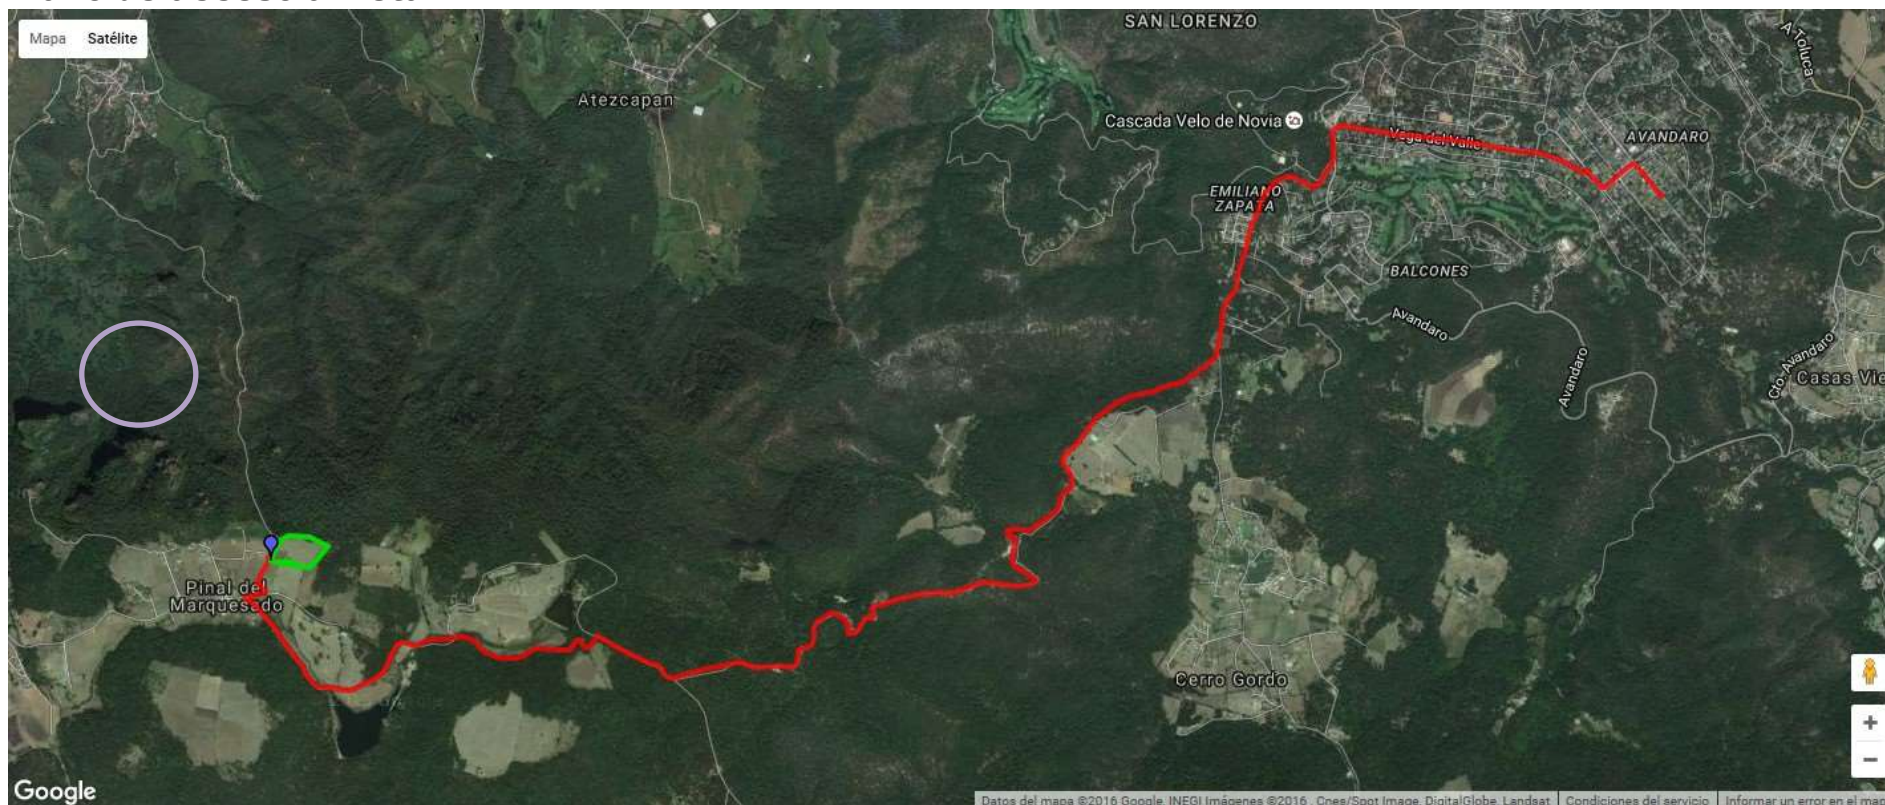 Mapa
Satélite
SAN LORENZO
A Toluca
Atezcapan
Cascada Velo de Novia
Vega del Valle
AVANDARO
EMILIANO
ZAPATA
BALCONES
Avandaro
Avandaro
Cto. Avandaro
Casas Vie
Pinal del
Marquesado
Cerro Gordo
Google
Datos del mapa ©2016 Google, INEGI Imágenes ©2016 , Cnes/Spot Image, DigitalGlobe, Landsat
Condiciones del servicio
Informar un error en el map